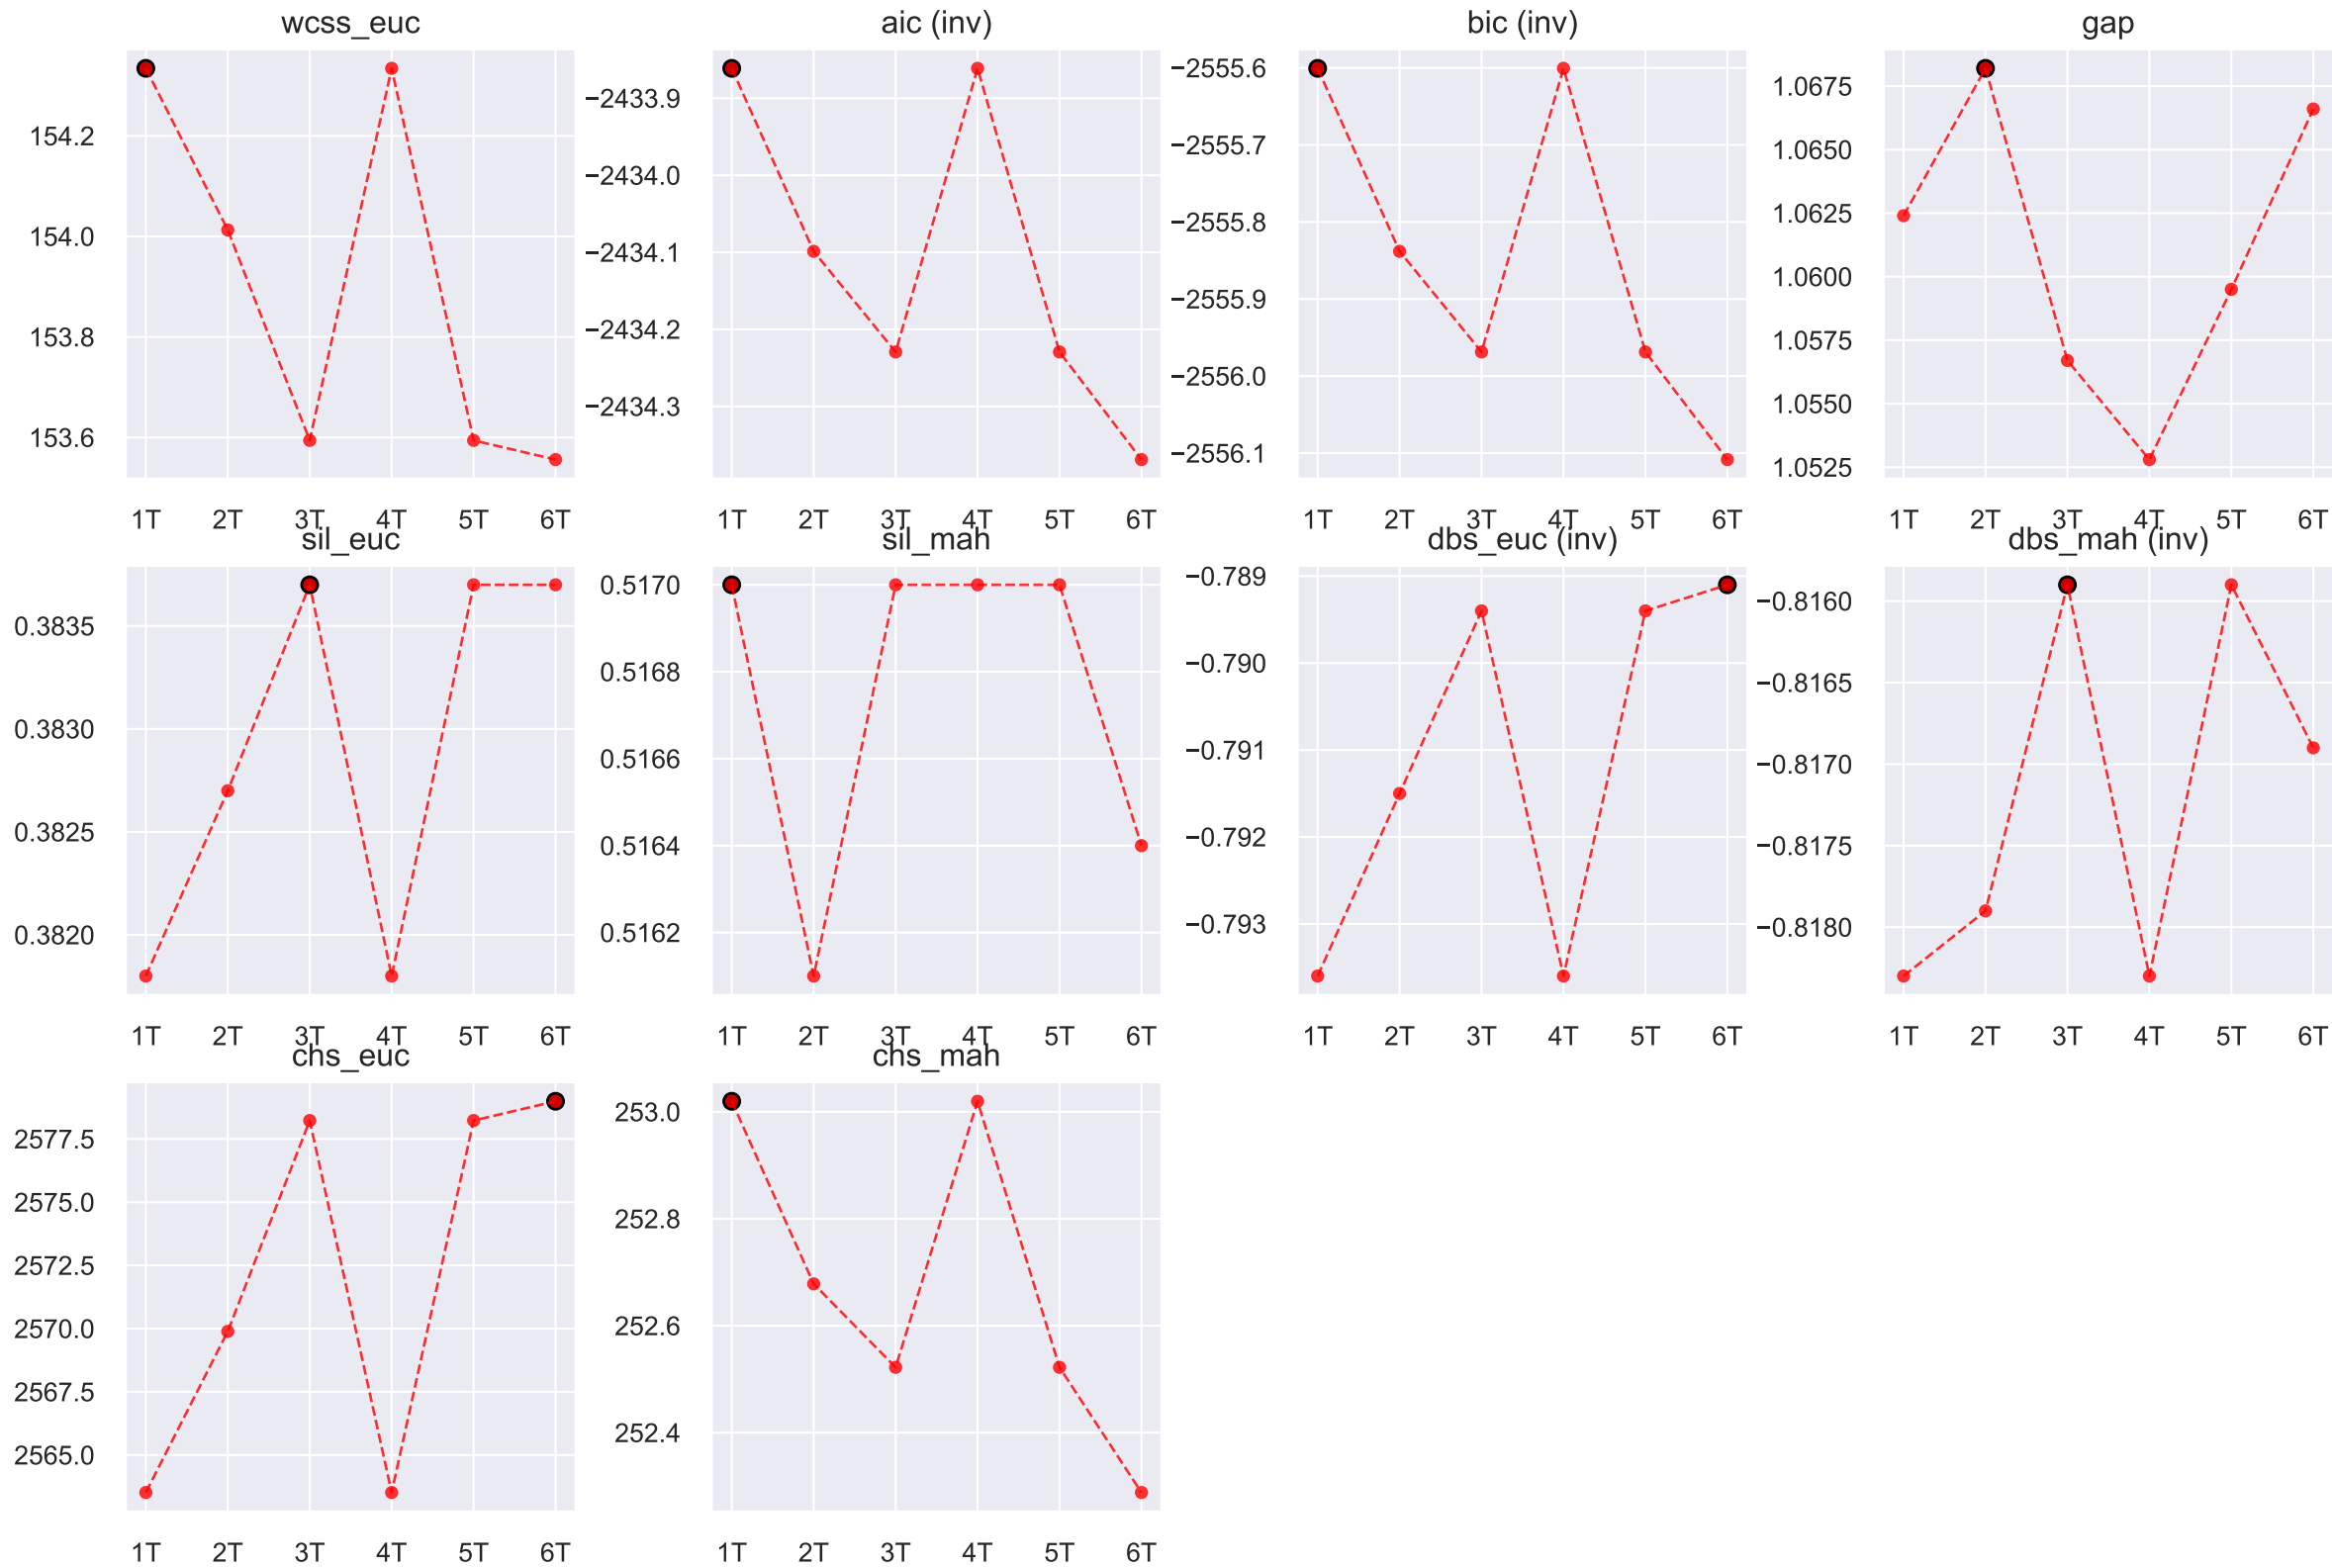 wcss_euc
154.2
154.0
153.8
153.6
1T 2T 3T 4T 5T 6T
aic (inv)
−2433.9
−2434.0
−2434.1
−2434.2
−2434.3
1T 2T 3T 4T 5T 6T
bic (inv)
−2555.6
−2555.7
−2555.8
−2555.9
−2556.0
−2556.1
1T 2T 3T 4T 5T 6T
gap
1.0675
1.0650
1.0625
1.0600
1.0575
1.0550
1.0525
1T 2T 3T 4T 5T 6T
sil_euc
0.3835
0.3830
0.3825
0.3820
1T 2T 3T 4T 5T 6T
sil_mah
0.5170
0.5168
0.5166
0.5164
0.5162
1T 2T 3T 4T 5T 6T
dbs_euc (inv)
−0.789
−0.790
−0.791
−0.792
−0.793
1T 2T 3T 4T 5T 6T
dbs_mah (inv)
−0.8160
−0.8165
−0.8170
−0.8175
−0.8180
1T 2T 3T 4T 5T 6T
chs_euc
2577.5
2575.0
2572.5
2570.0
2567.5
2565.0
1T 2T 3T 4T 5T 6T
chs_mah
253.0
252.8
252.6
252.4
1T 2T 3T 4T 5T 6T